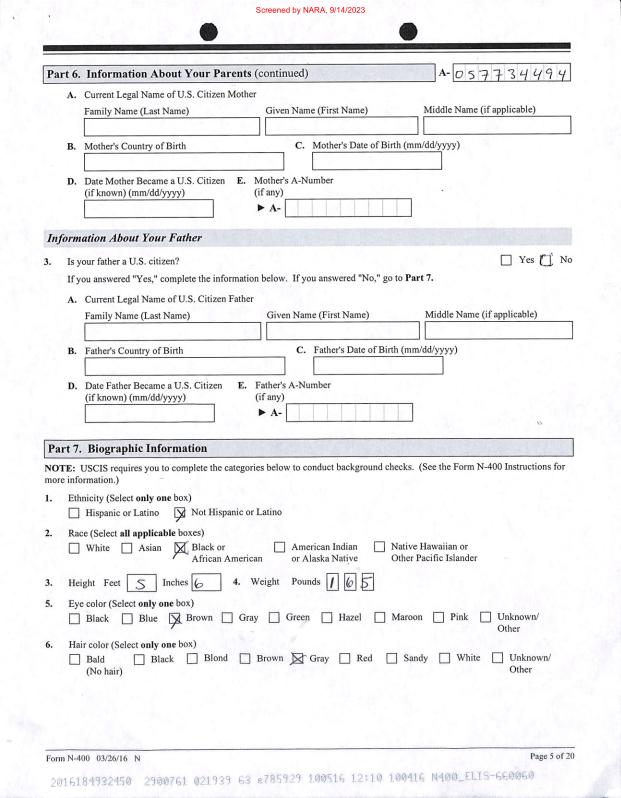 Screened by NARA, 9/14/2023
Part 6. Information About Your Parents (continued) A- 057734494
A. Current Legal Name of U.S. Citizen Mother
Family Name (Last Name) Given Name (First Name) Middle Name (if applicable)
B. Mother's Country of Birth C. Mother's Date of Birth (mm/dd/yyyy)
D. Date Mother Became a U.S. Citizen E. Mother's A-Number
(if known) (mm/dd/yyyy) (if any)
► A-
Information About Your Father
3. Is your father a U.S. citizen? Yes No
If you answered "Yes," complete the information below. If you answered "No," go to Part 7.
A. Current Legal Name of U.S. Citizen Father
Family Name (Last Name) Given Name (First Name) Middle Name (if applicable)
B. Father's Country of Birth C. Father's Date of Birth (mm/dd/yyyy)
D. Date Father Became a U.S. Citizen E. Father's A-Number
(if known) (mm/dd/yyyy) (if any)
► A-
Part 7. Biographic Information
NOTE: USCIS requires you to complete the categories below to conduct background checks. (See the Form N-400 Instructions for
more information.)
1. Ethnicity (Select only one box)
Hispanic or Latino Not Hispanic or Latino
2. Race (Select all applicable boxes)
White Asian Black or American Indian Native Hawaiian or
African American or Alaska Native Other Pacific Islander
3. Height Feet 5 Inches 6 4. Weight Pounds 165
5. Eye color (Select only one box)
Black Blue Brown Gray Green Hazel Maroon Pink Unknown/
Other
6. Hair color (Select only one box)
Bald Black Blond Brown Gray Red Sandy White Unknown/
(No hair) Other
Form N-400 03/26/16 N Page 5 of 20
2016184932450 2900761 021939 63 e785929 100516 12:10 100416 N400_ELIS-660060